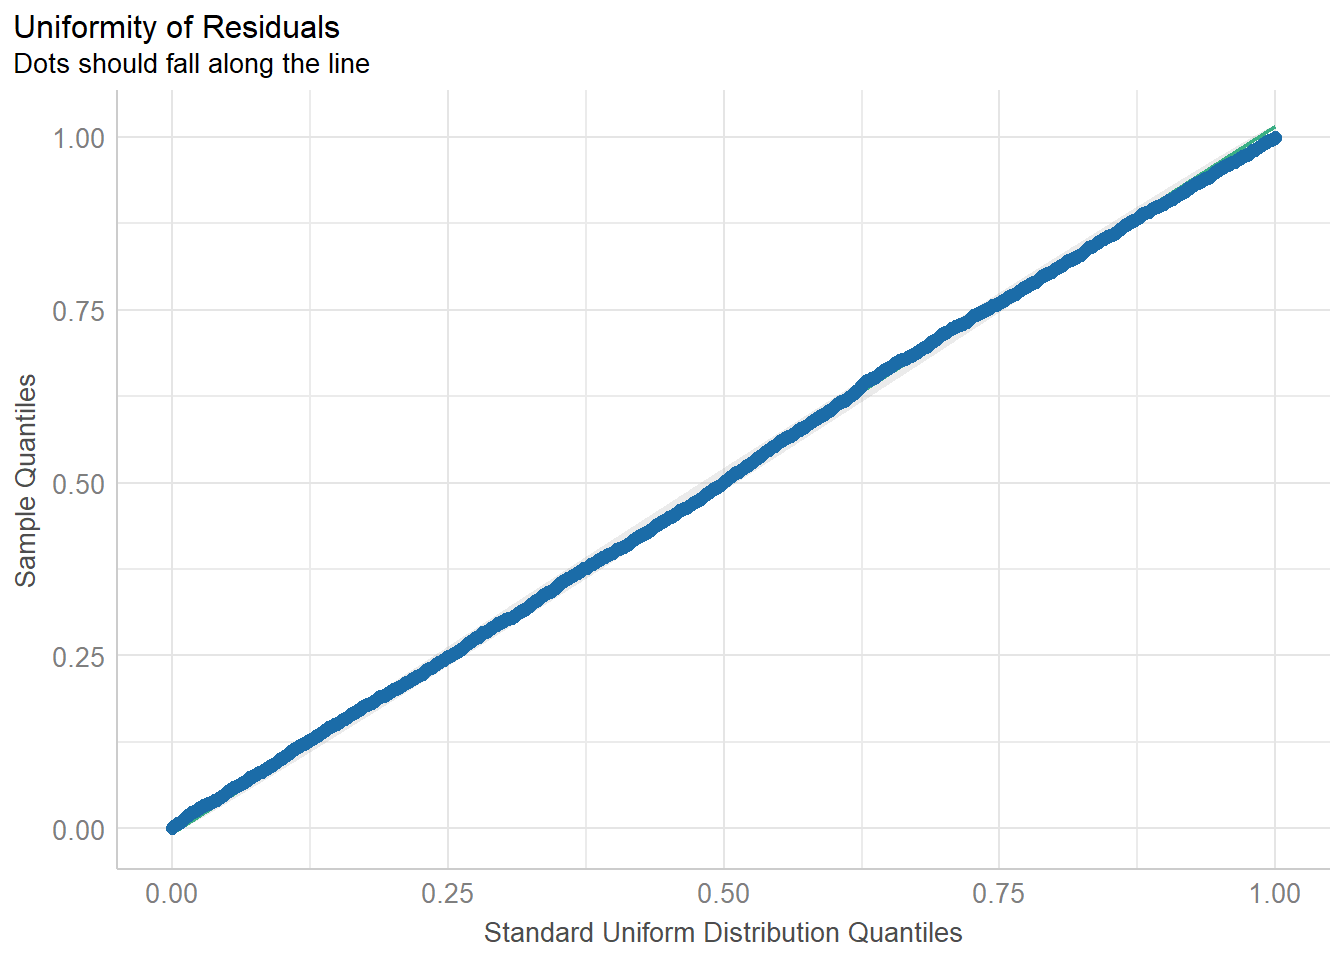 Uniformity of Residuals
Dots should fall along the line
1.00
0.75
0.50
0.25
0.00
Sample Quantiles
0.00 0.25 0.50 0.75 1.00
Standard Uniform Distribution Quantiles